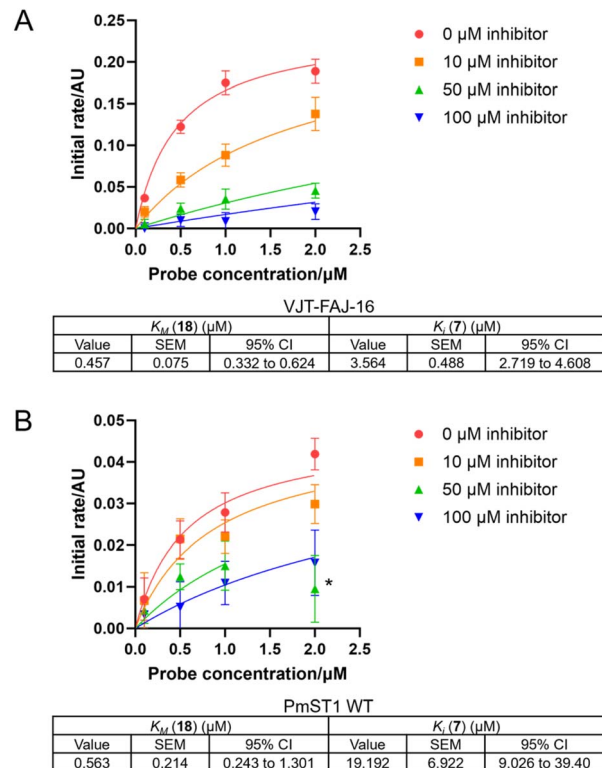 A
0.25
0.20
0.15
0.10
0.05
0.00
Initial rate/AU
0.0 0.5 1.0 1.5 2.0 2.5
Probe concentration/µM
0 µM inhibitor
10 µM inhibitor
50 µM inhibitor
100 µM inhibitor
VJT-FAJ-16
K_M (18) (µM) K_i (7) (µM)
Value SEM 95% CI Value SEM 95% CI
0.457 0.075 0.332 to 0.624 3.564 0.488 2.719 to 4.608
B
0.05
0.04
0.03
0.02
0.01
0.00
Initial rate/AU
*
0.0 0.5 1.0 1.5 2.0 2.5
Probe concentration/µM
0 µM inhibitor
10 µM inhibitor
50 µM inhibitor
100 µM inhibitor
PmST1 WT
K_M (18) (µM) K_i (7) (µM)
Value SEM 95% CI Value SEM 95% CI
0.563 0.214 0.243 to 1.301 19.192 6.922 9.026 to 39.40